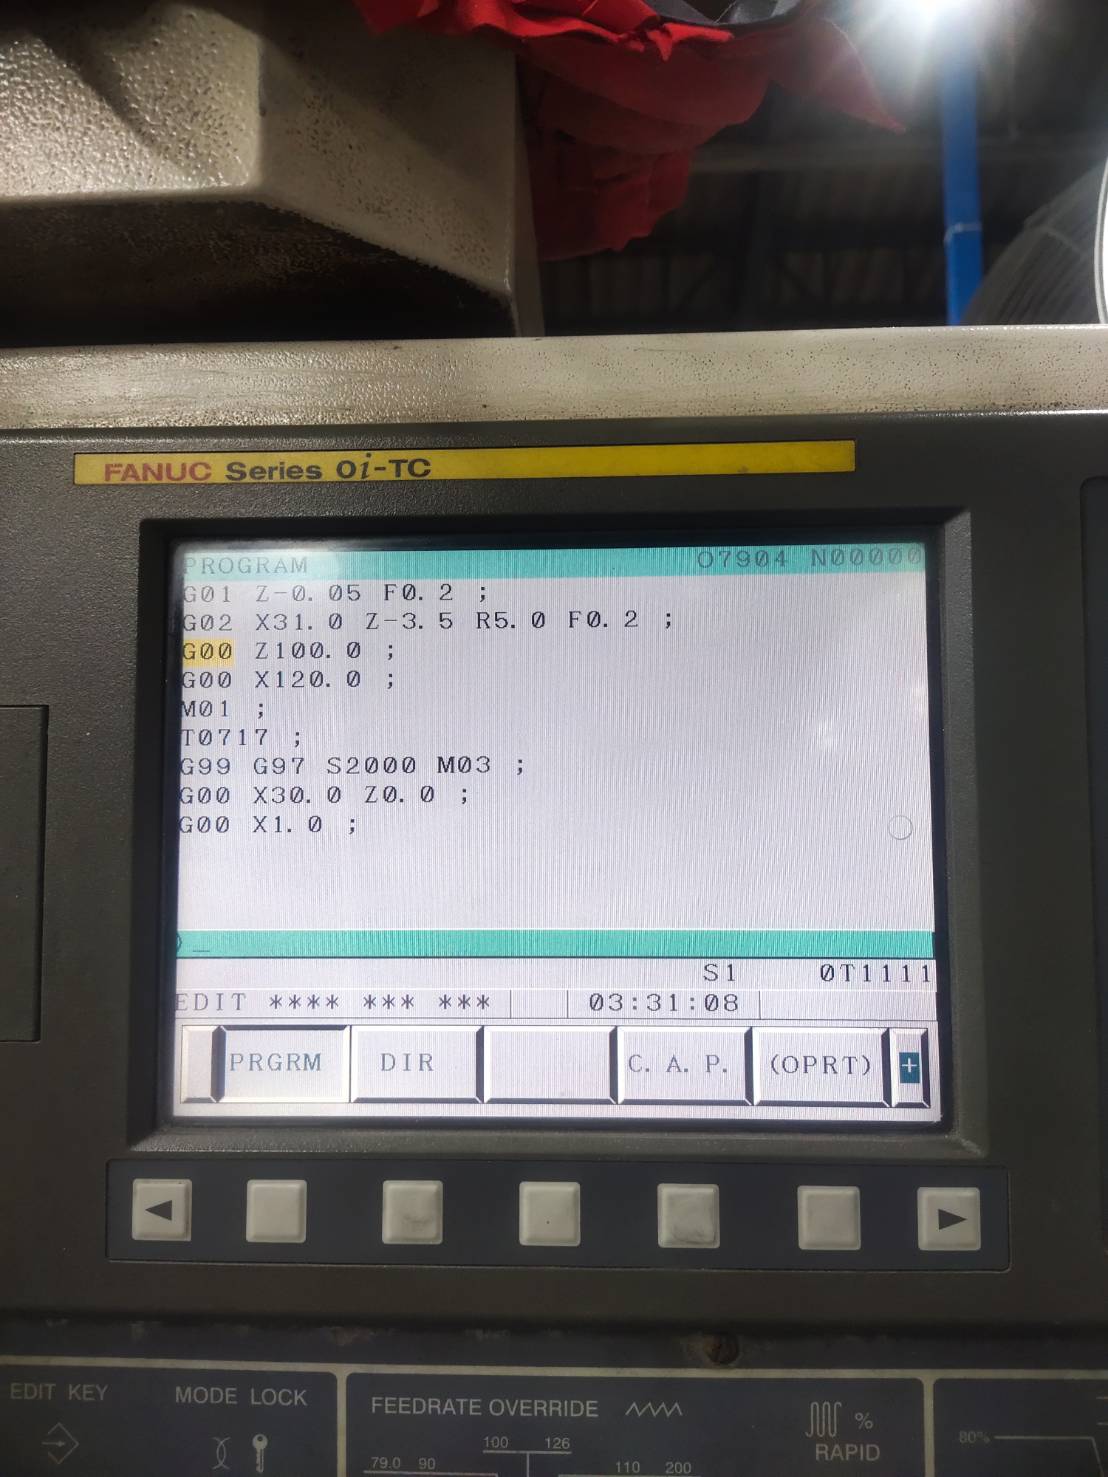 FANUC Series 0i-TC
PROGRAM O7904 N00000
G01 Z-0.05 F0.2 ;
G02 X31.0 Z-3.5 R5.0 F0.2 ;
G00 Z100.0 ;
G00 X120.0 ;
M01 ;
T0717 ;
G99 G97 S2000 M03 ;
G00 X30.0 Z0.0 ;
G00 X1.0 ;
>_
S1 0T1111
EDIT **** *** *** 03:31:08
PRGRM DIR C.A.P. (OPRT) +
EDIT KEY MODE LOCK FEEDRATE OVERRIDE %
RAPID
80%
100 126
79.0 90 110 200